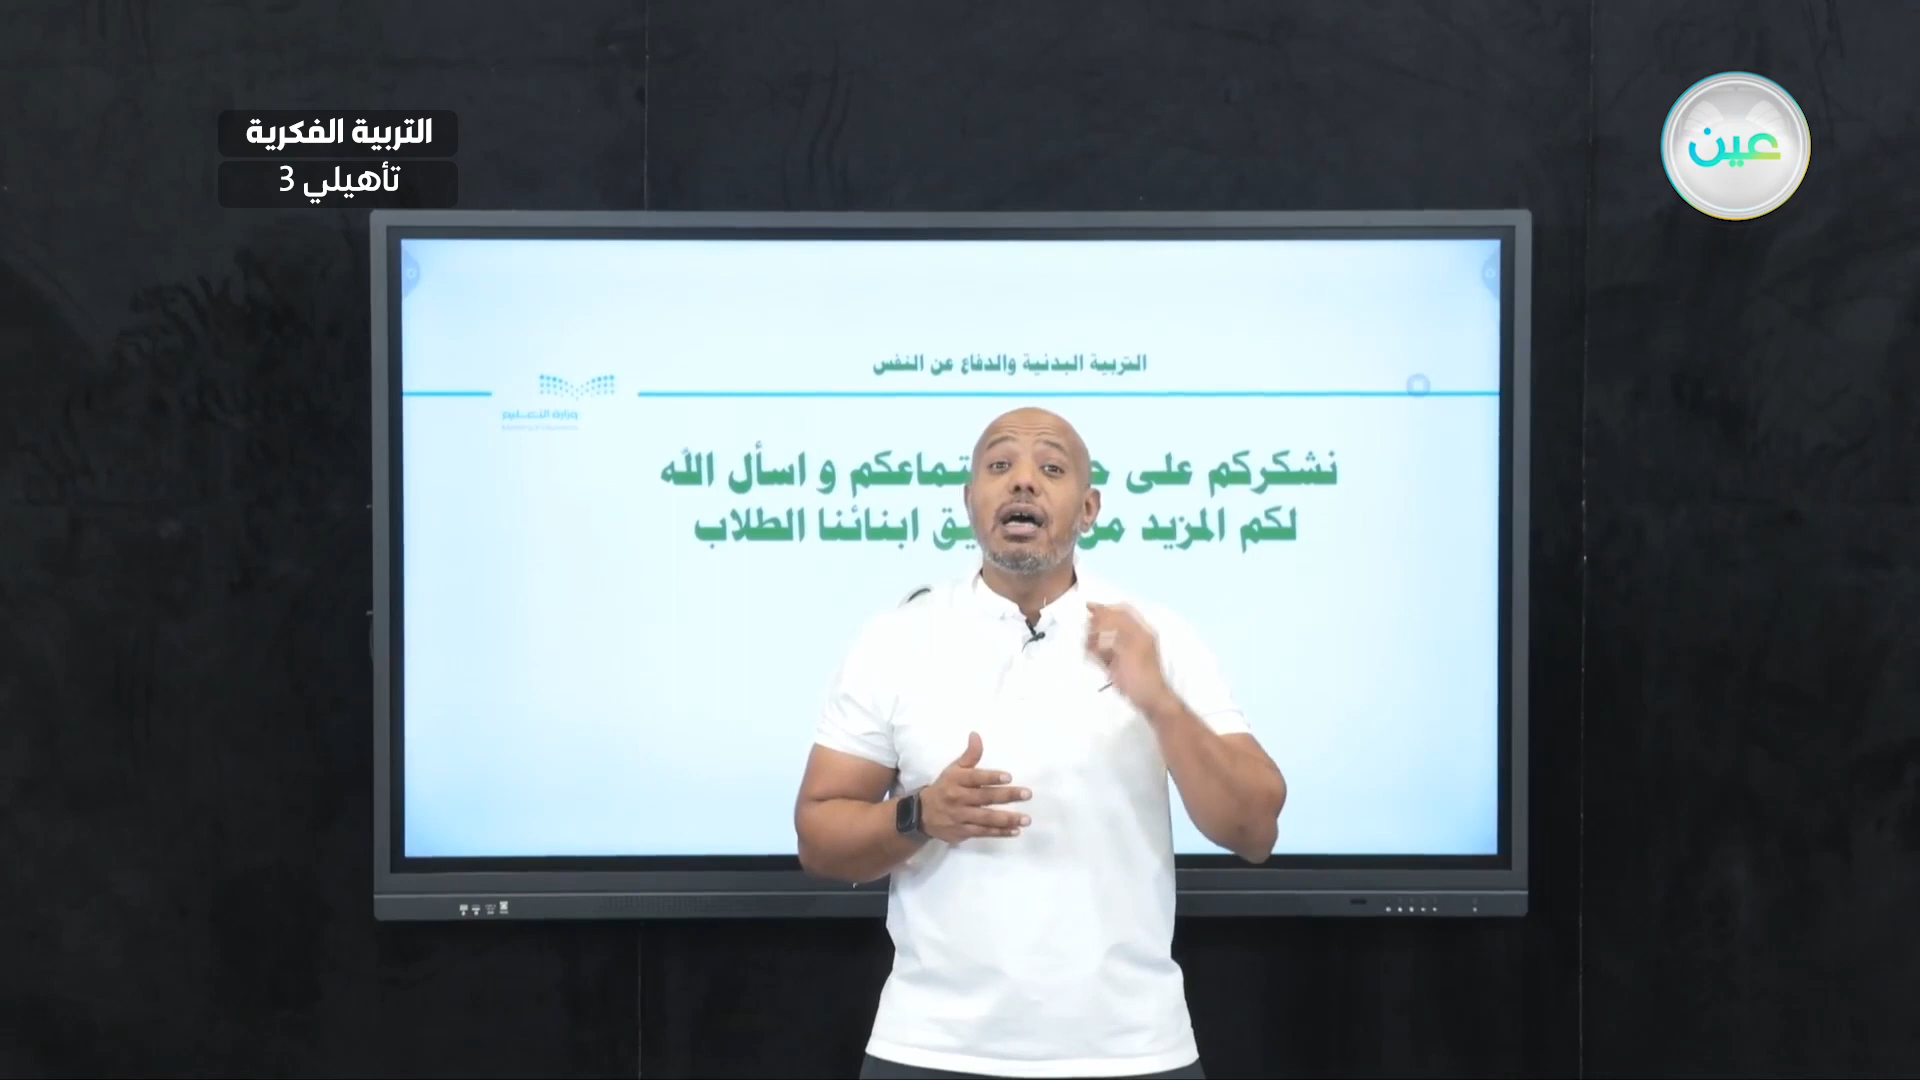 التربية الفكرية
تأهيلي 3
عين
التربية البدنية والدفاع عن النفس
وزارة التعليم
نشكركم على تماعكم و اسأل الله
لكم المزيد من يق ابنائنا الطلاب